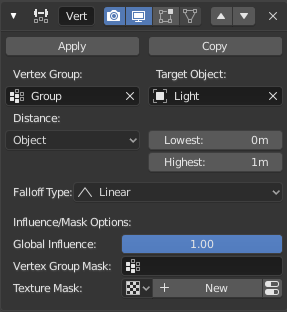 Vert
Apply Copy
Vertex Group: Target Object:
Group Light
Distance:
Object Lowest: 0m
Highest: 1m
Falloff Type: Linear
Influence/Mask Options:
Global Influence: 1.00
Vertex Group Mask:
Texture Mask: New